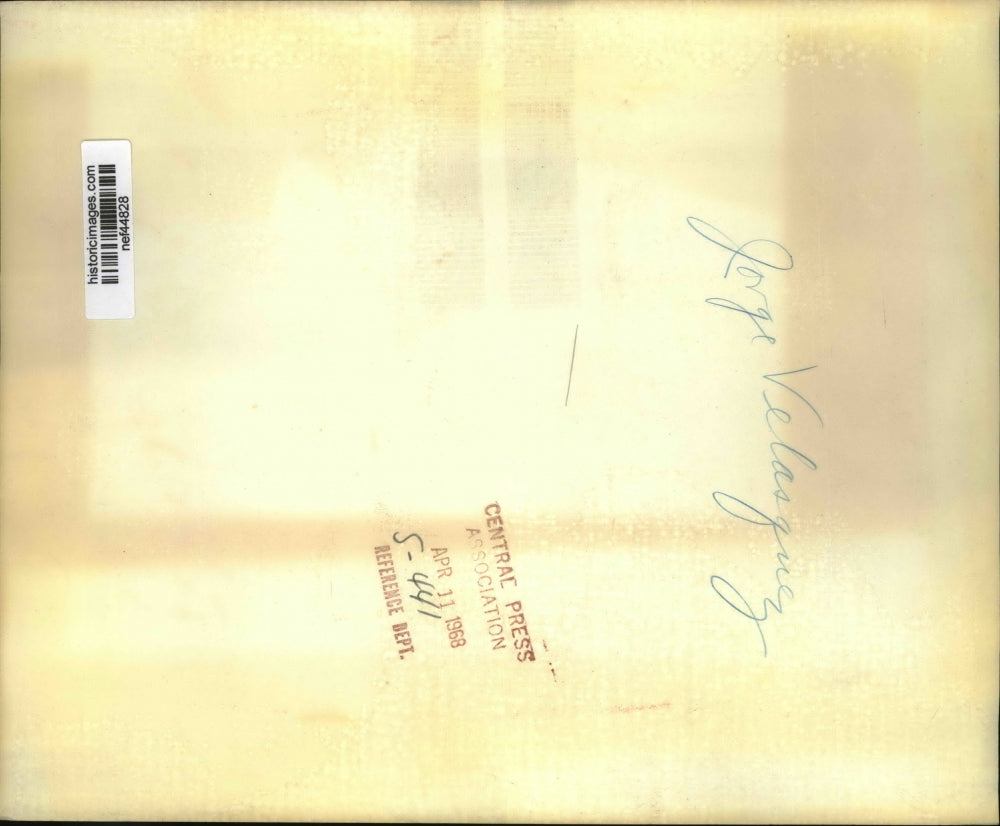 historicimages.com
nef44828
Jorge Velasquez
CENTRAL PRESS
ASSOCIATION
APR 11 1968
S-441
REFERENCE DEPT.